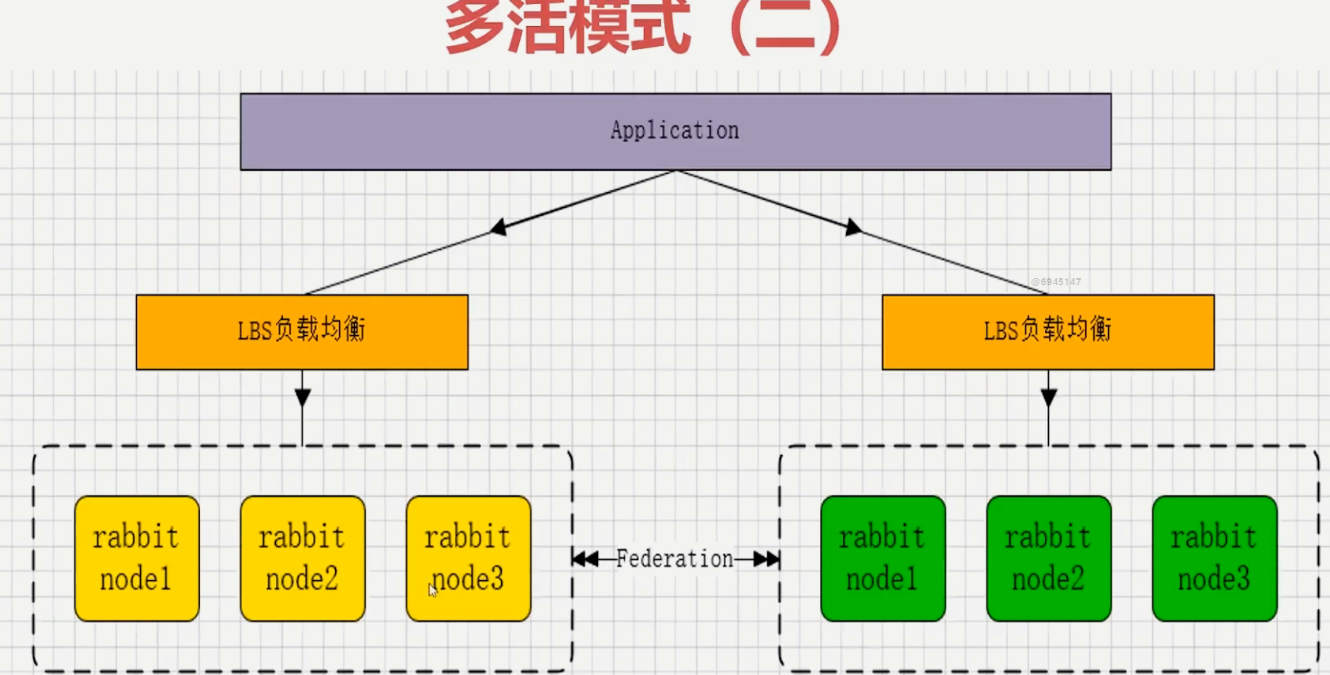 多活模式（二）
Application
@6945147
LBS负载均衡
LBS负载均衡
rabbit
node1
rabbit
node2
rabbit
node3
Federation
rabbit
node1
rabbit
node2
rabbit
node3